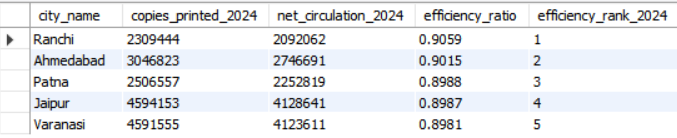 city_name copies_printed_2024 net_circulation_2024 efficiency_ratio efficiency_rank_2024
Ranchi 2309444 2092062 0.9059 1
Ahmedabad 3046823 2746691 0.9015 2
Patna 2506557 2252819 0.8988 3
Jaipur 4594153 4128641 0.8987 4
Varanasi 4591555 4123611 0.8981 5